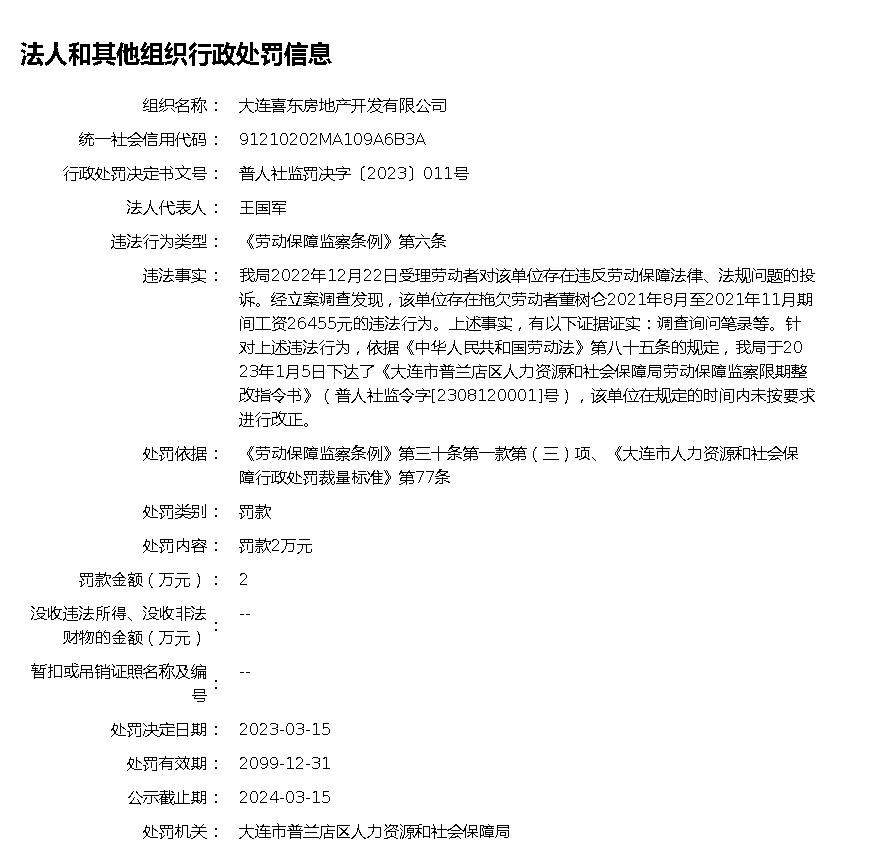 法人和其他组织行政处罚信息
组织名称： 大连喜东房地产开发有限公司
统一社会信用代码： 91210202MA109A6B3A
行政处罚决定书文号： 普人社监罚决字〔2023〕011号
法人代表人： 王国军
违法行为类型： 《劳动保障监察条例》第六条
违法事实： 我局2022年12月22日受理劳动者对该单位存在违反劳动保障法律、法规问题的投
诉。经立案调查发现，该单位存在拖欠劳动者董树仑2021年8月至2021年11月期
间工资26455元的违法行为。上述事实，有以下证据证实：调查询问笔录等。针
对上述违法行为，依据《中华人民共和国劳动法》第八十五条的规定，我局于20
23年1月5日下达了《大连市普兰店区人力资源和社会保障局劳动保障监察限期整
改指令书》（普人社监令字[2308120001]号），该单位在规定的时间内未按要求
进行改正。
处罚依据： 《劳动保障监察条例》第三十条第一款第（三）项、《大连市人力资源和社会保
障行政处罚裁量标准》第77条
处罚类别： 罚款
处罚内容： 罚款2万元
罚款金额（万元）： 2
没收违法所得、没收非法
财物的金额（万元）： --
暂扣或吊销证照名称及编
号： --
处罚决定日期： 2023-03-15
处罚有效期： 2099-12-31
公示截止期： 2024-03-15
处罚机关： 大连市普兰店区人力资源和社会保障局